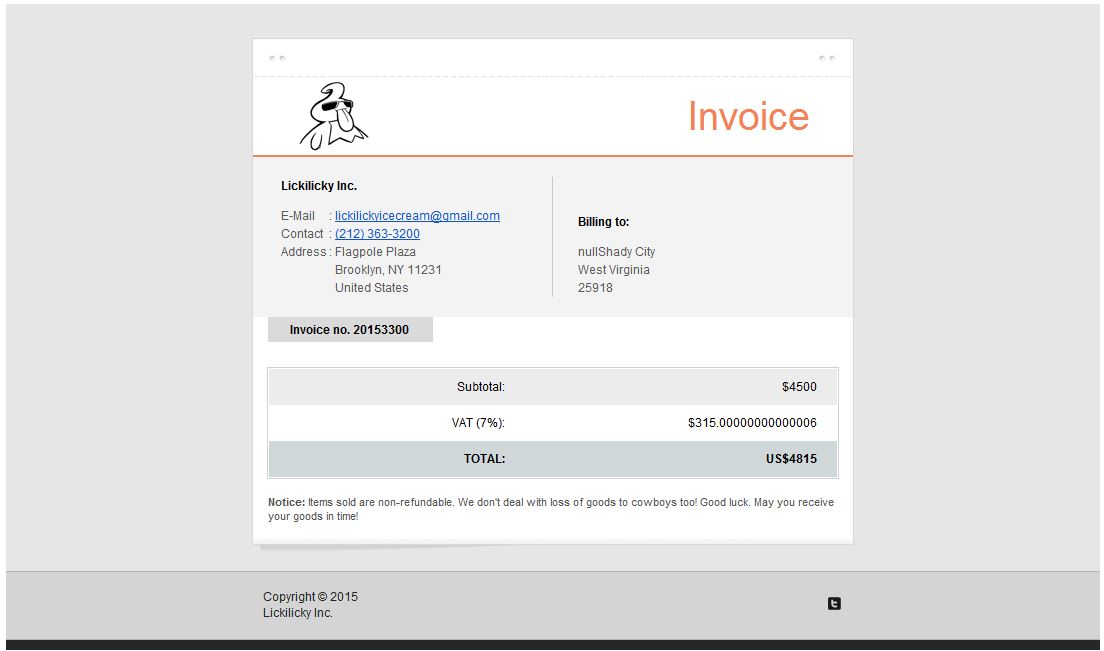 Invoice
Lickilicky Inc.
E-Mail : lickilickyicecream@gmail.com
Contact : (212) 363-3200
Address : Flagpole Plaza
Brooklyn, NY 11231
United States
Billing to:
nullShady City
West Virginia
25918
Invoice no. 20153300
Subtotal: $4500
VAT (7%): $315.00000000000006
TOTAL: US$4815
Notice: Items sold are non-refundable. We don't deal with loss of goods to cowboys too! Good luck. May you receive
your goods in time!
Copyright © 2015
Lickilicky Inc.